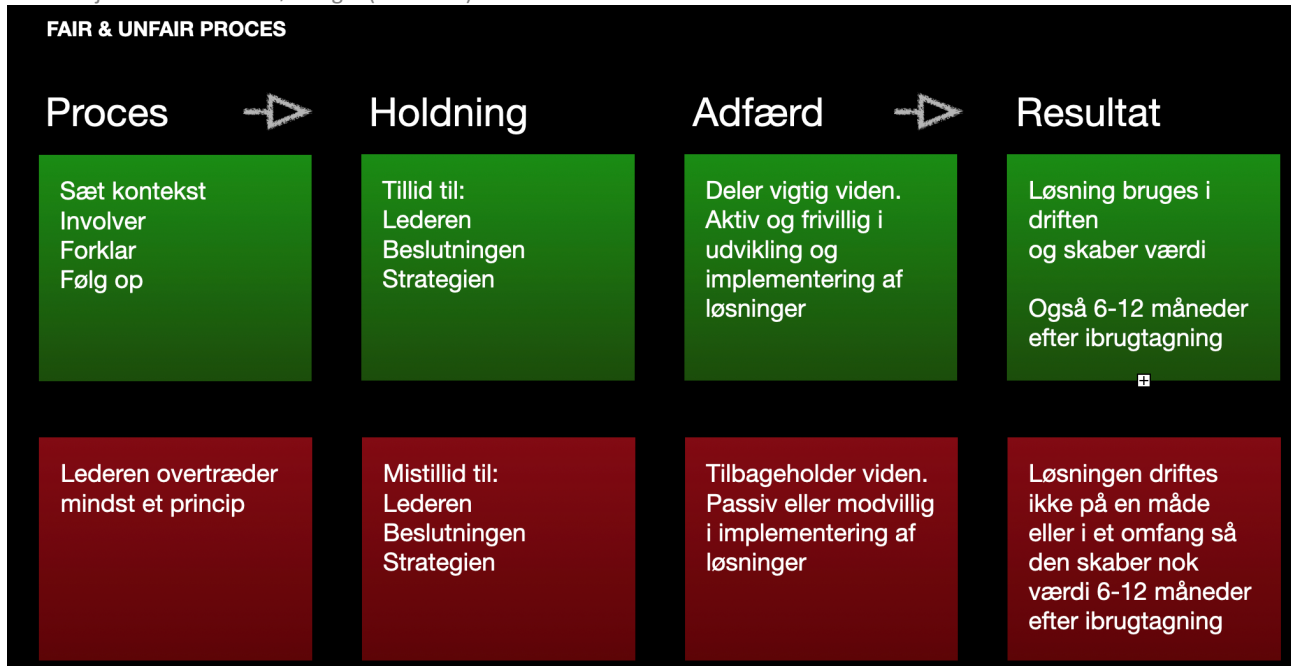 FAIR & UNFAIR PROCES
Proces
Holdning
Adfærd
Resultat
Sæt kontekst
Involver
Forklar
Følg op
Tillid til:
Lederen
Beslutningen
Strategien
Deler vigtig viden.
Aktiv og frivillig i
udvikling og
implementering af
løsninger
Løsning bruges i
driften
og skaber værdi
Også 6-12 måneder
efter ibrugtagning
Lederen overtræder
mindst et princip
Mistillid til:
Lederen
Beslutningen
Strategien
Tilbageholder viden.
Passiv eller modvillig
i implementering af
løsninger
Løsningen driftes
ikke på en måde
eller i et omfang så
den skaber nok
værdi 6-12 måneder
efter ibrugtagning